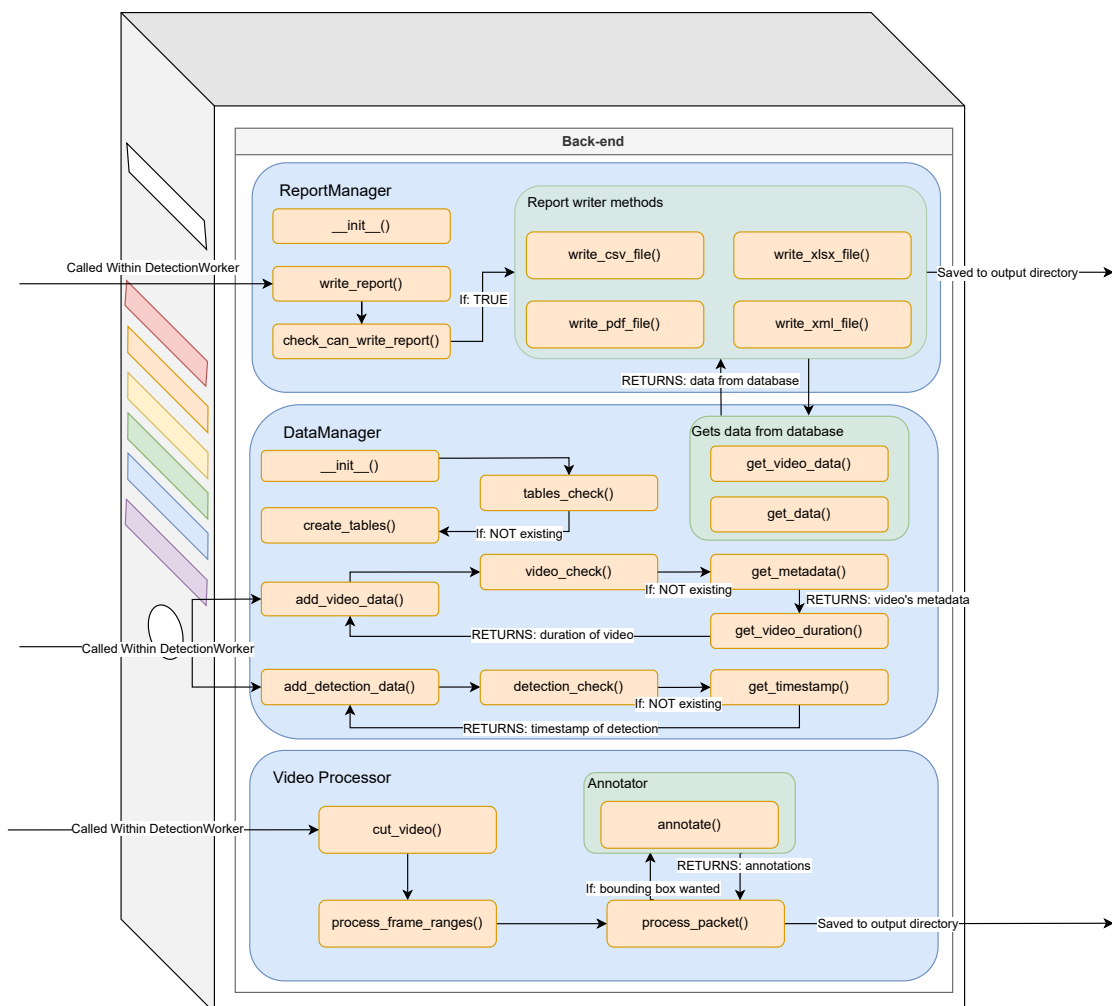 Back-end
ReportManager
__init__()
Called Within DetectionWorker
write_report()
check_can_write_report()
If: TRUE
Report writer methods
write_csv_file()
write_xlsx_file()
write_pdf_file()
write_xml_file()
Saved to output directory
RETURNS: data from database
DataManager
__init__()
tables_check()
create_tables()
If: NOT existing
Gets data from database
get_video_data()
get_data()
video_check()
get_metadata()
If: NOT existing
add_video_data()
RETURNS: video's metadata
get_video_duration()
RETURNS: duration of video
Called Within DetectionWorker
add_detection_data()
detection_check()
get_timestamp()
If: NOT existing
RETURNS: timestamp of detection
Video Processor
Called Within DetectionWorker
cut_video()
Annotator
annotate()
RETURNS: annotations
If: bounding box wanted
process_frame_ranges()
process_packet()
Saved to output directory